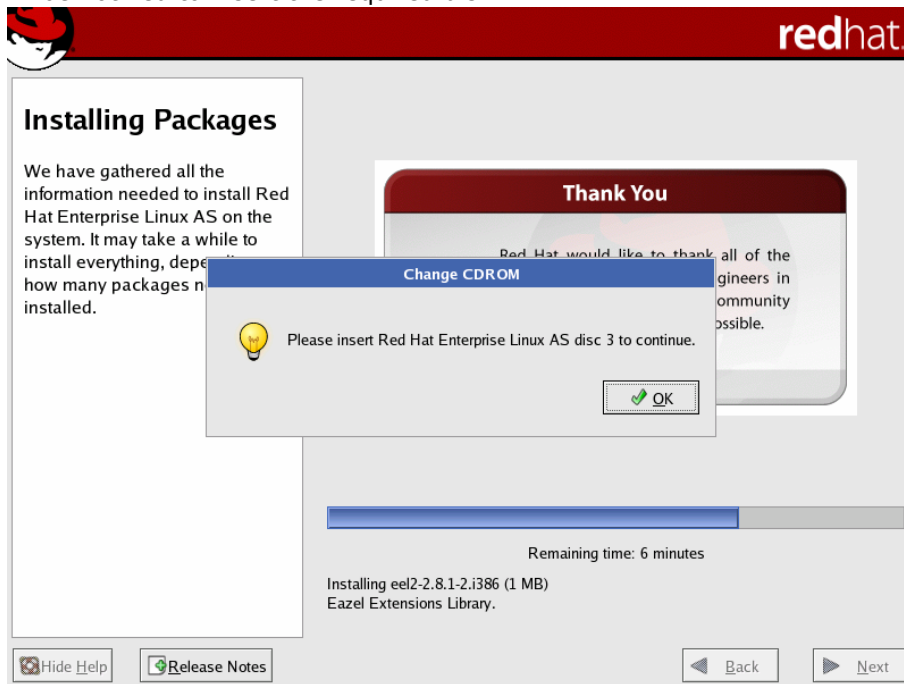 redhat.
Installing Packages
We have gathered all the
information needed to install Red
Hat Enterprise Linux AS on the
system. It may take a while to
install everything,
how many packages
installed.
Thank You
Red Hat would like to thank all of the
gineers in
ommunity
ossible.
Change CDROM
Please insert Red Hat Enterprise Linux AS disc 3 to continue.
OK
Remaining time: 6 minutes
Installing eel2-2.8.1-2.i386 (1 MB)
Eazel Extensions Library.
Hide Help
Release Notes
Back
Next